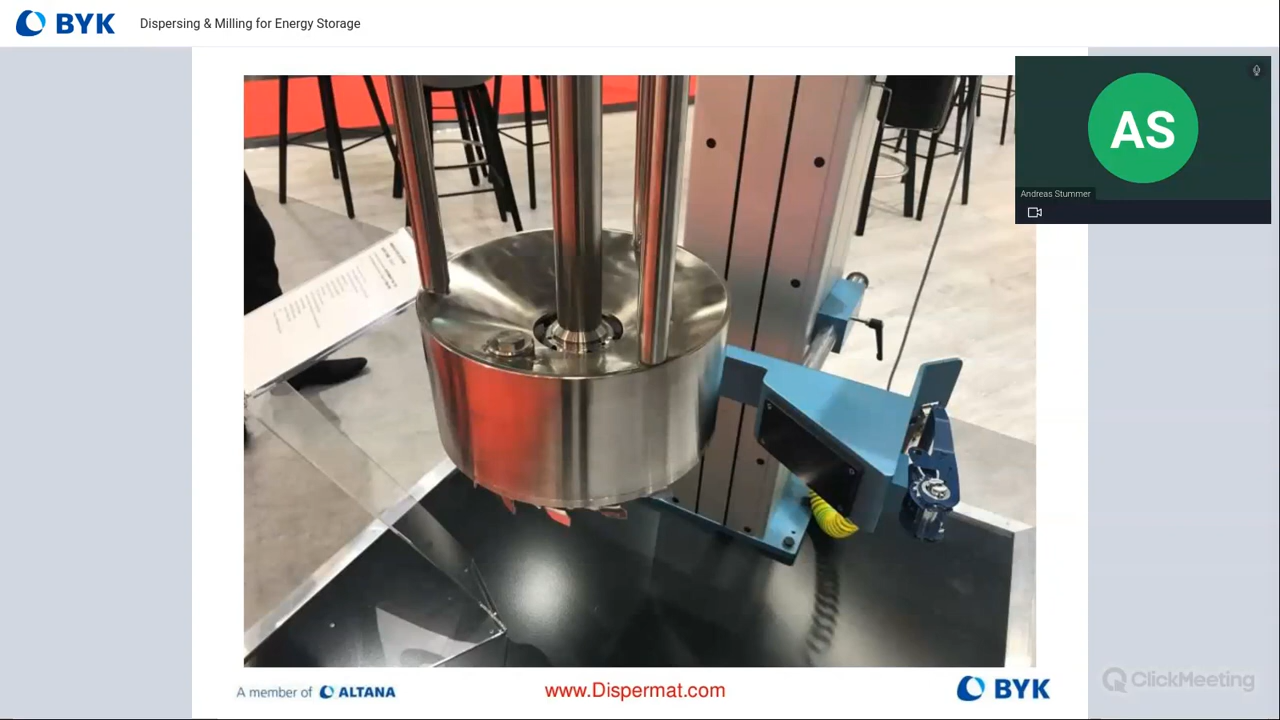 BYK
Dispersing & Milling for Energy Storage
AS
Andreas Stummer
A member of ALTANA
www.Dispermat.com
BYK
ClickMeeting